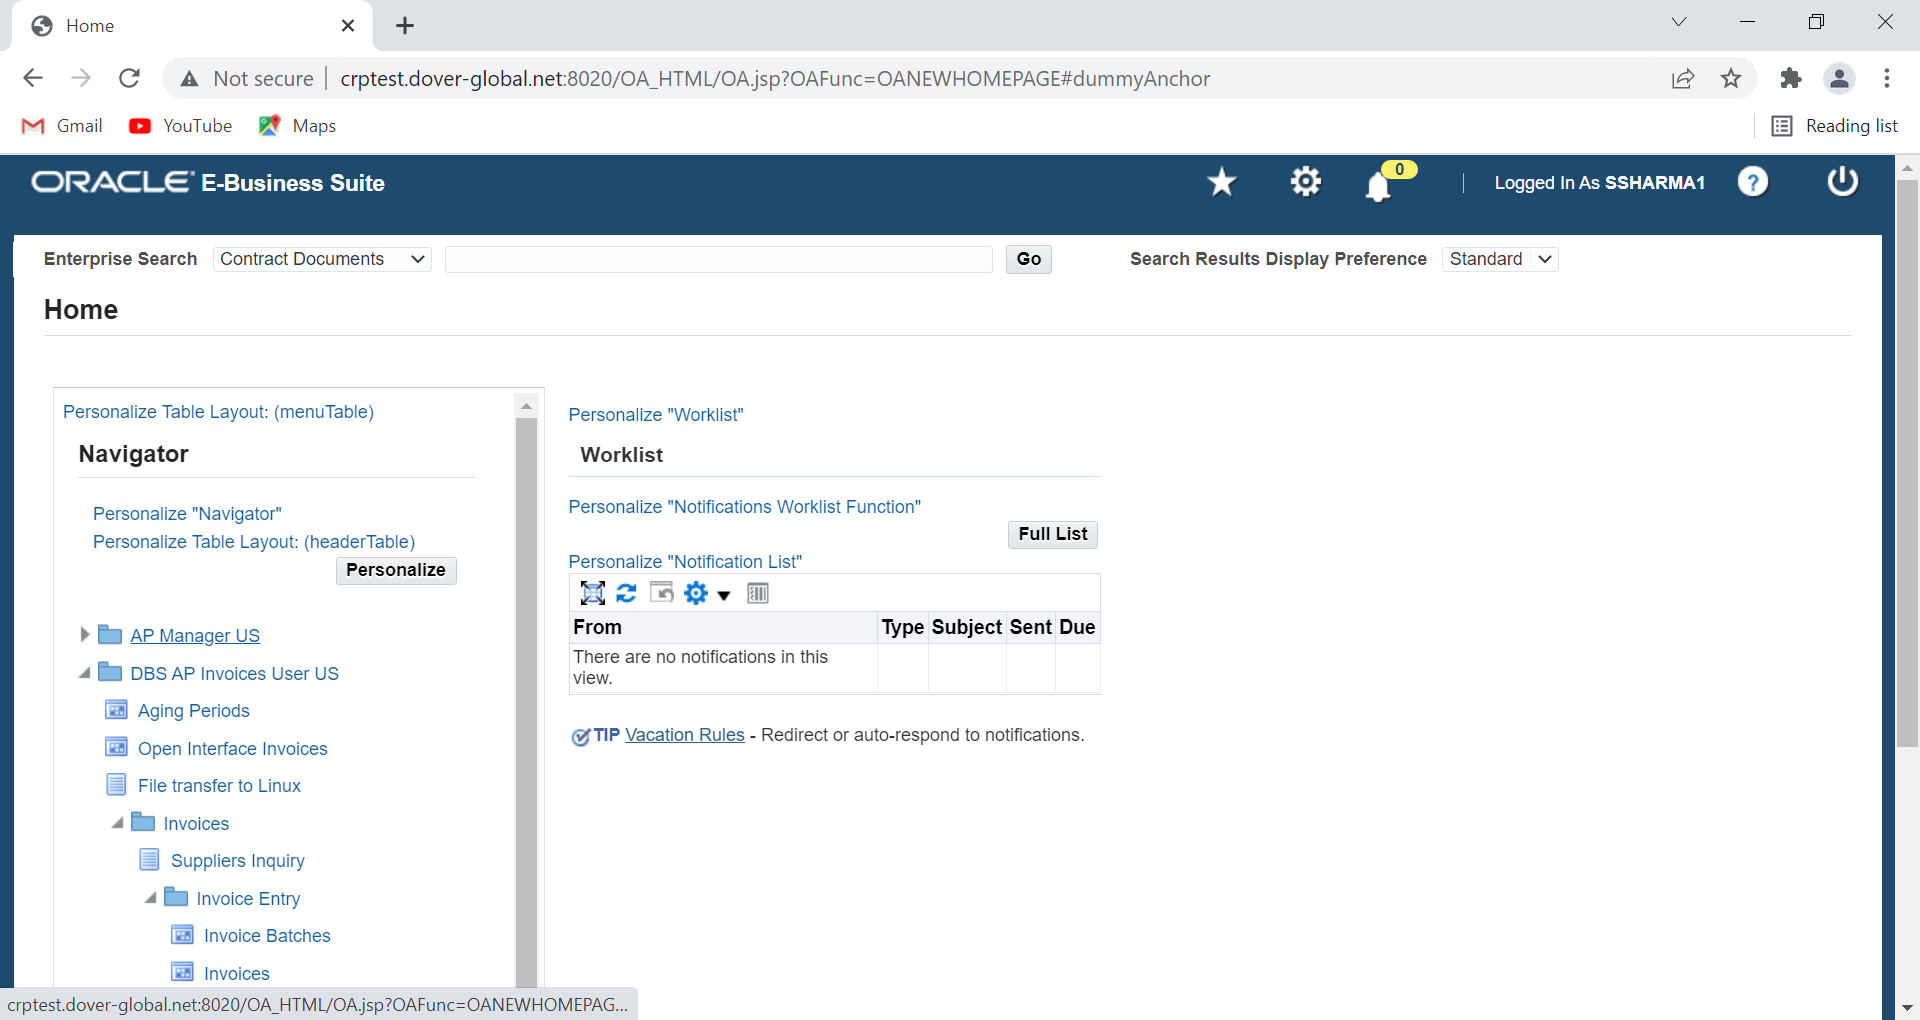 Home
Not secure crptest.dover-global.net:8020/OA_HTML/OA.jsp?OAFunc=OANEWHOMEPAGE#dummyAnchor
Gmail YouTube Maps Reading list
ORACLE E-Business Suite 0 Logged In As SSHARMA1 ?
Enterprise Search Contract Documents Go Search Results Display Preference Standard
Home
Personalize Table Layout: (menuTable)
Navigator
Personalize "Navigator"
Personalize Table Layout: (headerTable)
Personalize
AP Manager US
DBS AP Invoices User US
Aging Periods
Open Interface Invoices
File transfer to Linux
Invoices
Suppliers Inquiry
Invoice Entry
Invoice Batches
Invoices
Personalize "Worklist"
Worklist
Personalize "Notifications Worklist Function"
Full List
Personalize "Notification List"
From Type Subject Sent Due
There are no notifications in this
view.
TIP Vacation Rules - Redirect or auto-respond to notifications.
crptest.dover-global.net:8020/OA_HTML/OA.jsp?OAFunc=OANEWHOMEPAG...